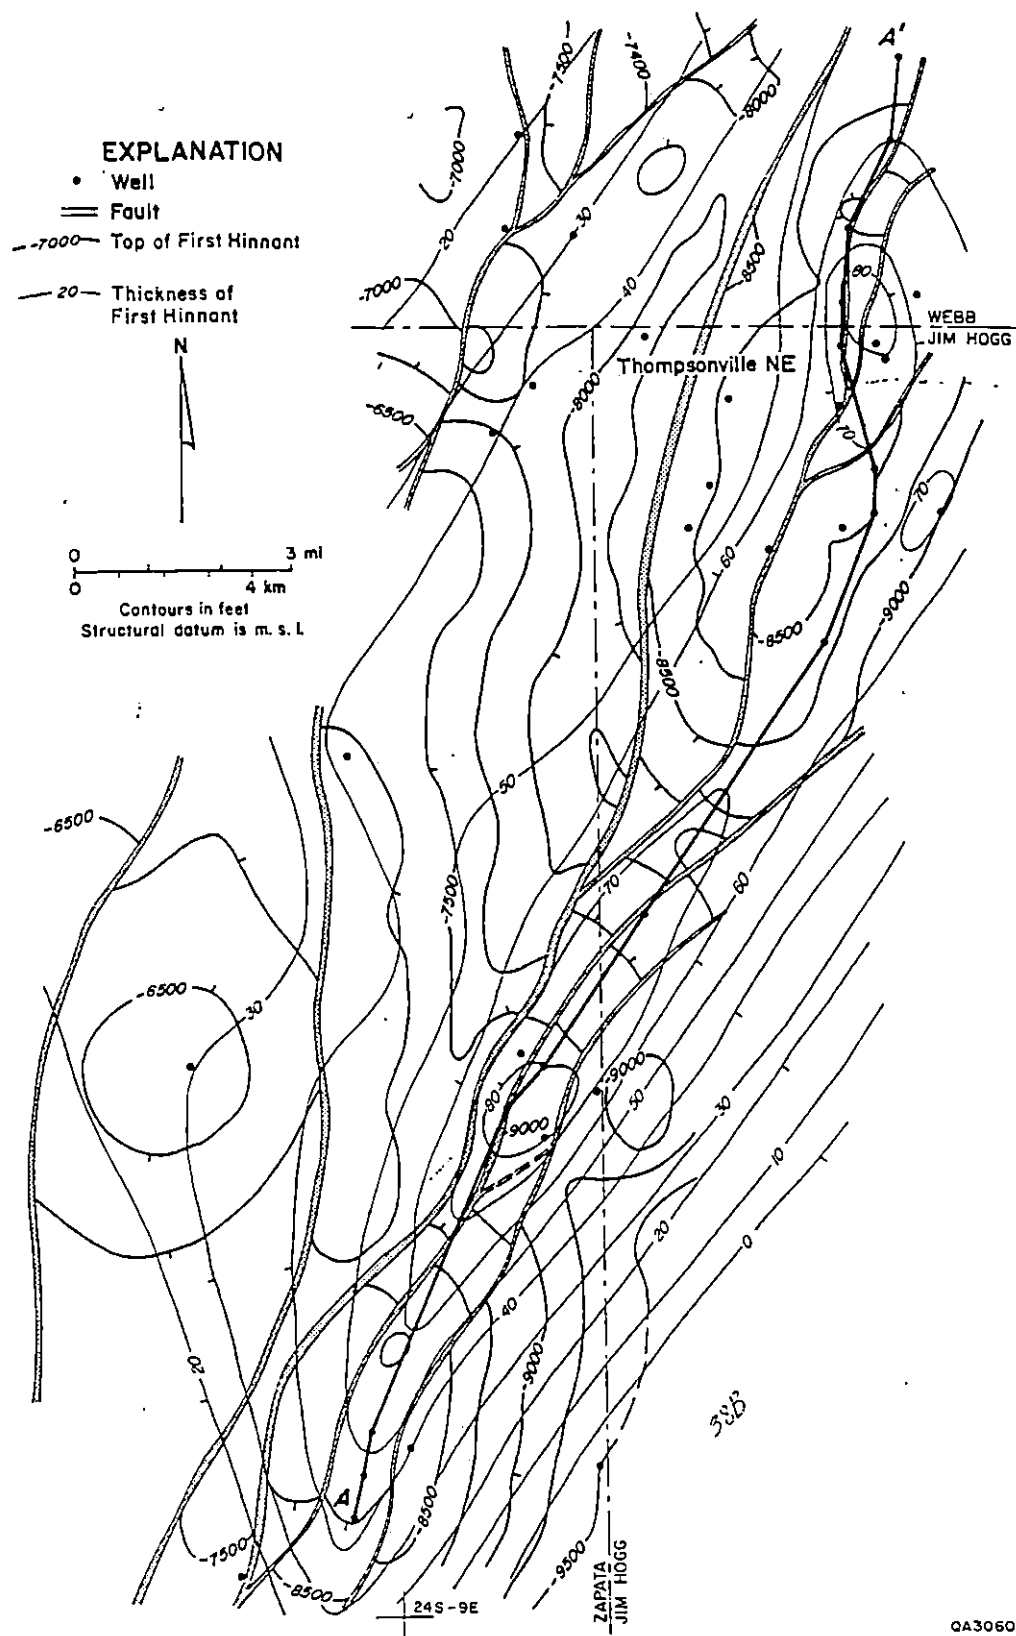 -7500
-7400
A'
-8000
EXPLANATION
Well
Fault
-7000 Top of First Hinnant
20 Thickness of
First Hinnant
-7000
20
30
-8500
40
80
-7000
WEBB
JIM HOGG
N
Thompsonville NE
-8000
-6500
70
70
0 3 mi
0 4 km
Contours in feet
Structural datum is m.s.l.
60
-9000
-8500
-8500
50
-6500
-7500
70
60
-6500
30
-9000
80
50
30
-9000
10
20
0
40
20
-9000
38B
A
-8500
-7500
-9500
-8500
ZAPATA
JIM HOGG
24S-9E
QA3060